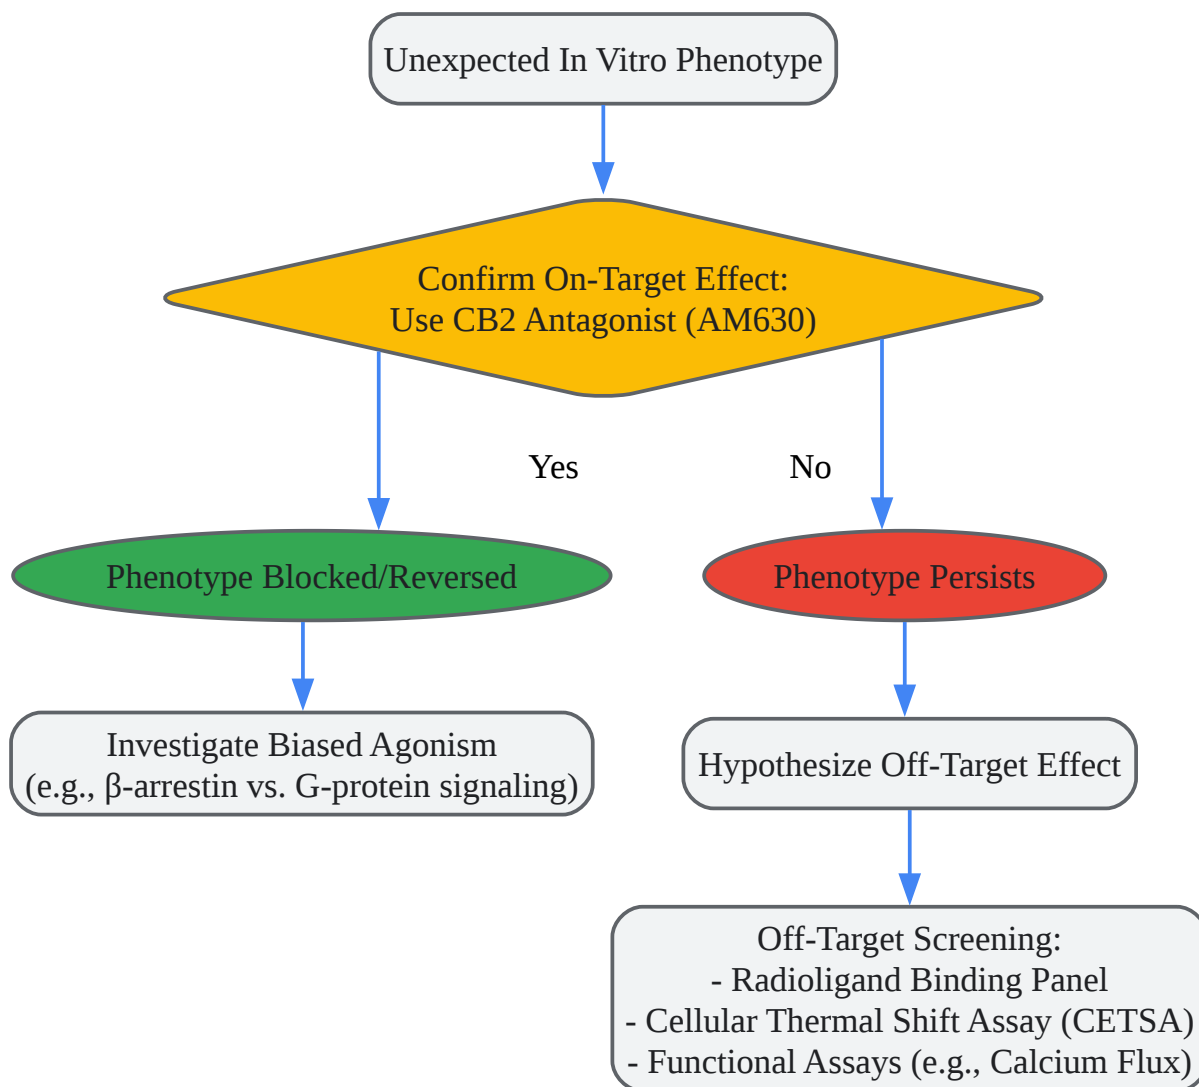 Unexpected In Vitro Phenotype
Confirm On-Target Effect:
Use CB2 Antagonist (AM630)
Yes
No
Phenotype Blocked/Reversed
Phenotype Persists
Investigate Biased Agonism
(e.g., β-arrestin vs. G-protein signaling)
Hypothesize Off-Target Effect
Off-Target Screening:
- Radioligand Binding Panel
- Cellular Thermal Shift Assay (CETSA)
- Functional Assays (e.g., Calcium Flux)